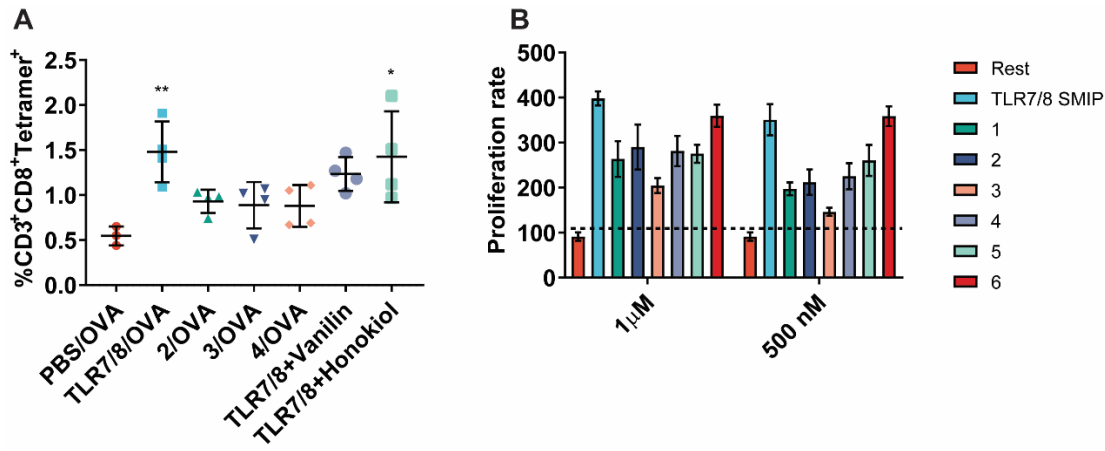 A
%CD3+CD8+Tetramer+
2.5
2.0
1.5
1.0
0.5
0.0
**
*
PBS/OVA
TLR7/8/OVA
2/OVA
3/OVA
4/OVA
TLR7/8+Vanilin
TLR7/8+Honokiol
B
Proliferation rate
500
400
300
200
100
0
1μM
500 nM
Rest
TLR7/8 SMIP
1
2
3
4
5
6